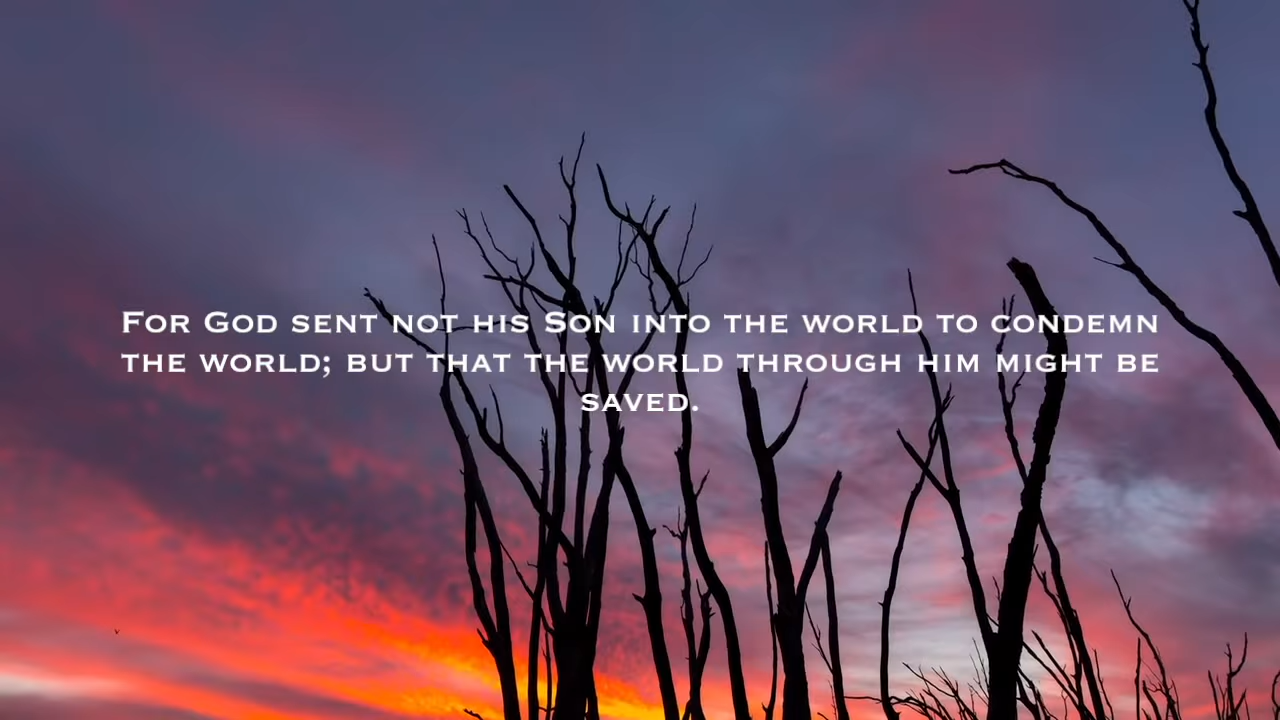 For God sent not his Son into the world to condemn
the world; but that the world through him might be
saved.